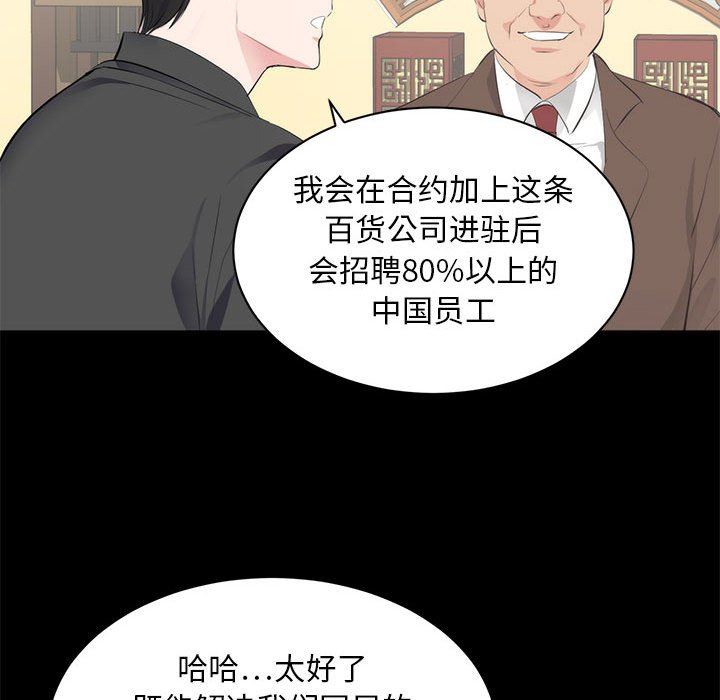 我会在合约加上这条
百货公司进驻后
会招聘80%以上的
中国员工
哈哈...太好了